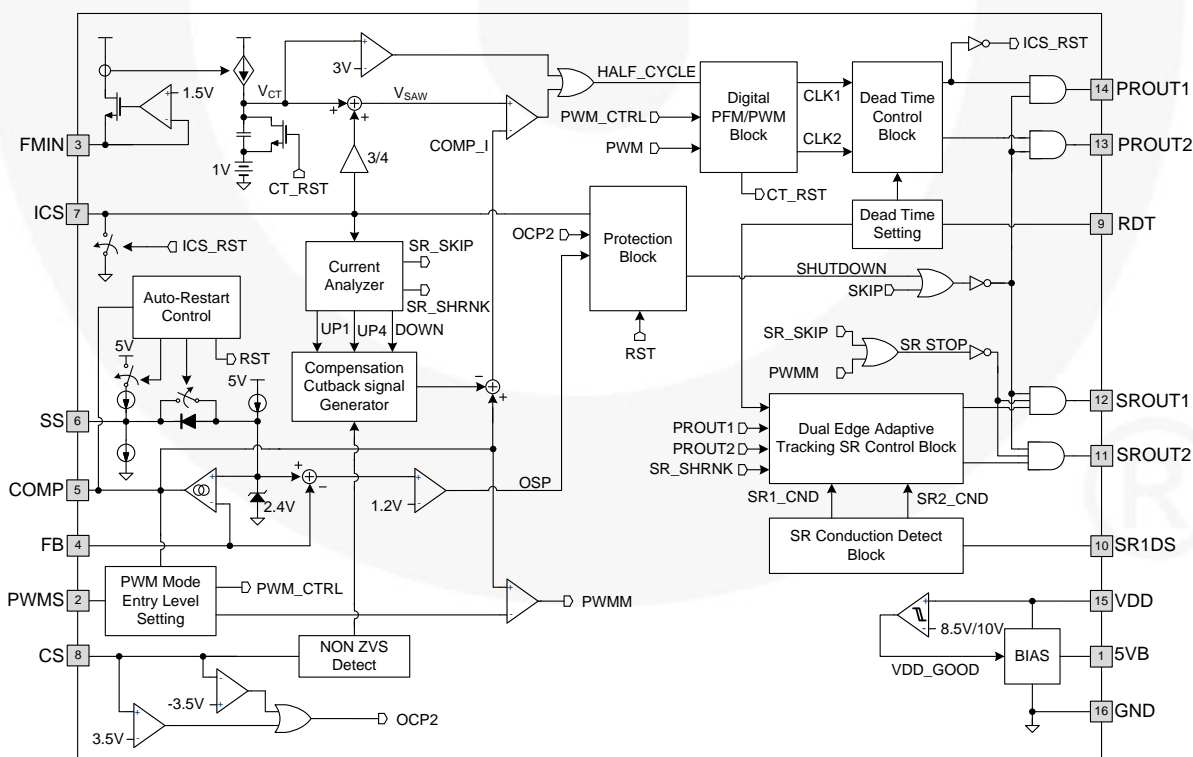 ICS_RST
3V
HALF_CYCLE
1.5V
VCT
VSAW
CLK1
14 PROUT1
Digital
PFM/PWM
Block
Dead Time
Control
Block
PWM_CTRL
FMIN 3
COMP_I
PWM
CLK2
13 PROUT2
3/4
1V
CT_RST
CT_RST
ICS 7
Dead Time
Setting
9 RDT
ICS_RST
SR_SKIP
OCP2
Protection
Block
Current
Analyzer
SHUTDOWN
SKIP
Auto-Restart
Control
SR_SHRNK
UP1
UP4
DOWN
RST
RST
SR_SKIP
SR STOP
PWMM
5V
5V
Compensation
Cutback signal
Generator
12 SROUT1
SS 6
Dual Edge Adaptive
Tracking SR Control Block
PROUT1
PROUT2
SR_SHRNK
11 SROUT2
COMP 5
OSP
2.4V
1.2V
SR1_CND
SR2_CND
FB 4
SR Conduction Detect
Block
10 SR1DS
PWMS 2
PWM Mode
Entry Level
Setting
PWM_CTRL
PWMM
15 VDD
8.5V/10V
CS 8
NON ZVS
Detect
VDD_GOOD
BIAS
1 5VB
-3.5V
OCP2
3.5V
16 GND
®